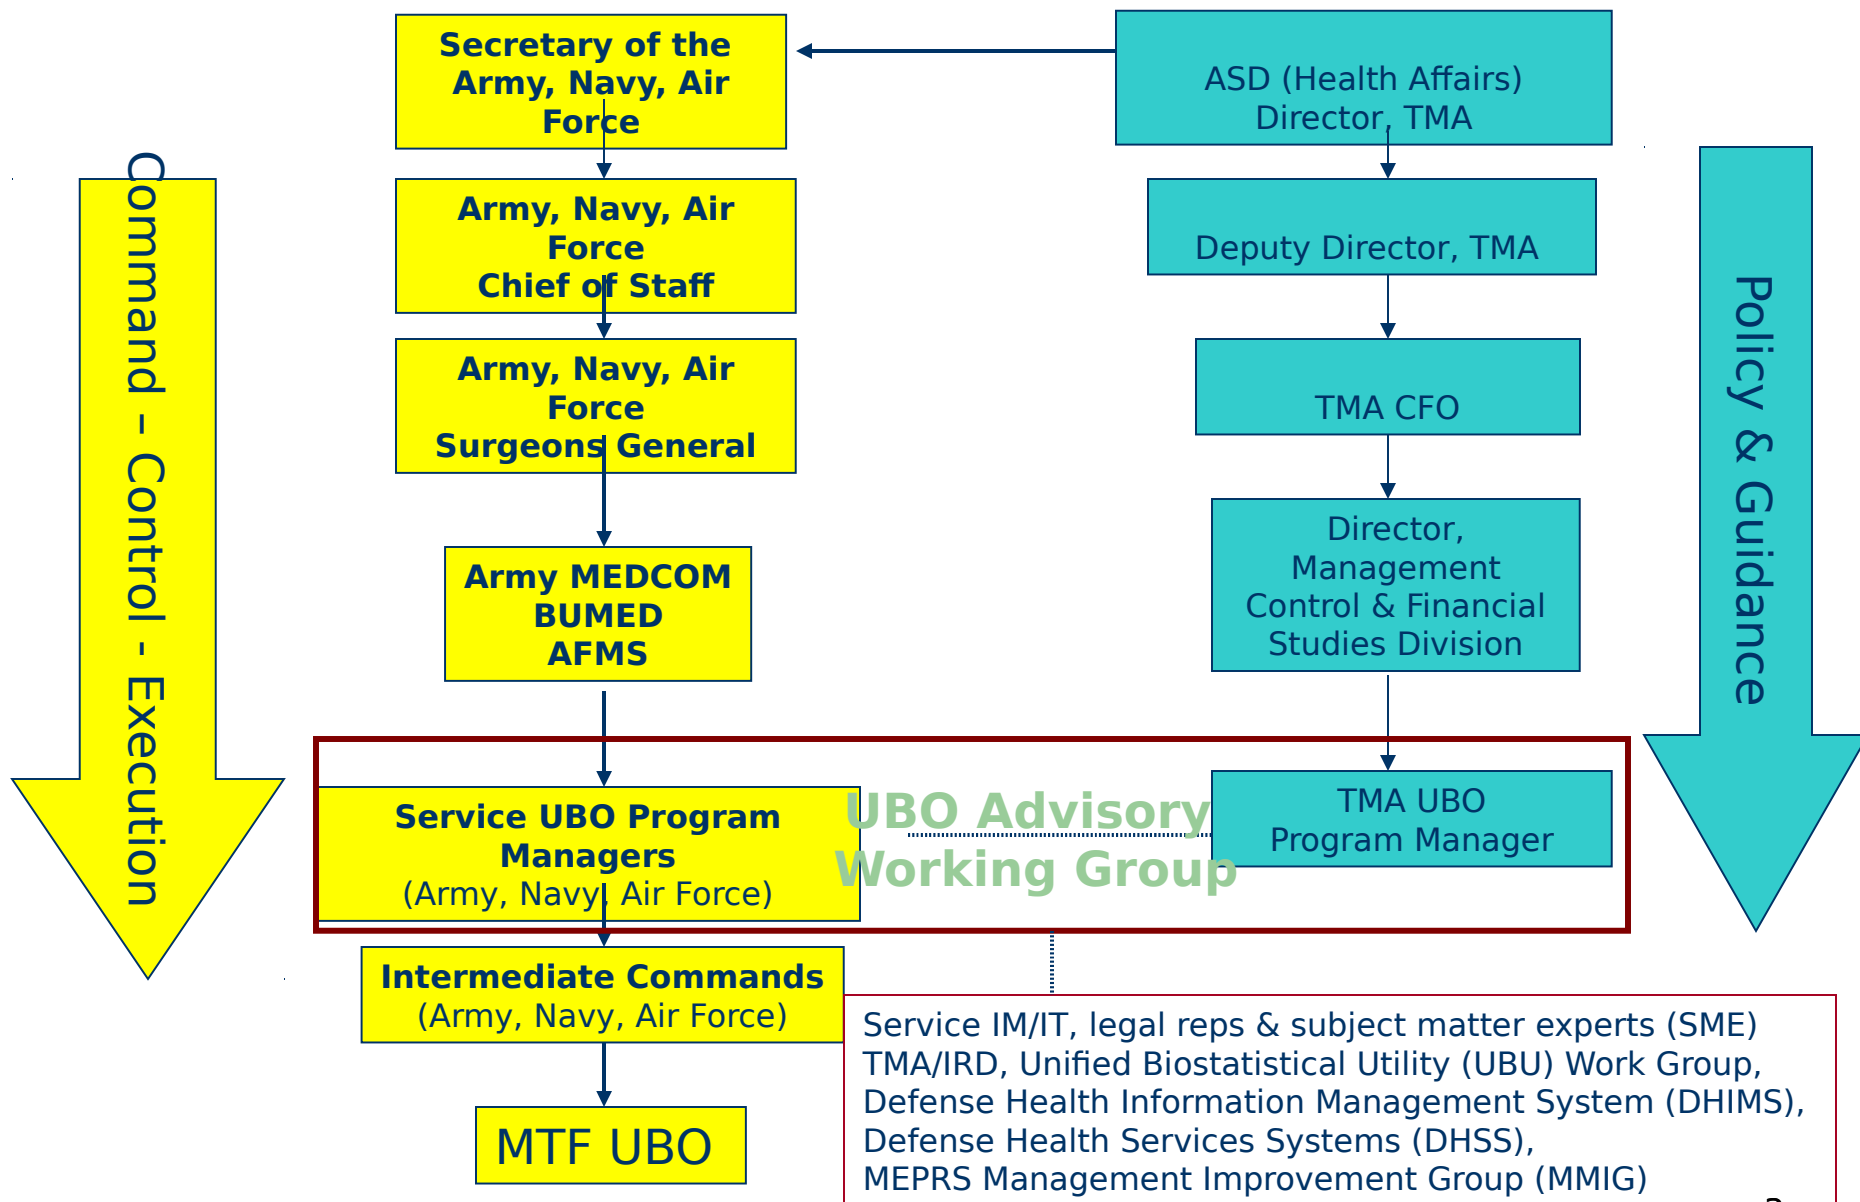 Secretary of the
Army, Navy, Air
Force
ASD (Health Affairs)
Director, TMA
Command – Control - Execution
Army, Navy, Air
Force
Chief of Staff
Deputy Director, TMA
Policy & Guidance
Army, Navy, Air
Force
Surgeons General
TMA CFO
Army MEDCOM
BUMED
AFMS
Director,
Management
Control & Financial
Studies Division
Service UBO Program
Managers
(Army, Navy, Air Force)
UBO Advisory
Working Group
TMA UBO
Program Manager
Intermediate Commands
(Army, Navy, Air Force)
MTF UBO
Service IM/IT, legal reps & subject matter experts (SME)
TMA/IRD, Unified Biostatistical Utility (UBU) Work Group,
Defense Health Information Management System (DHIMS),
Defense Health Services Systems (DHSS),
MEPRS Management Improvement Group (MMIG)